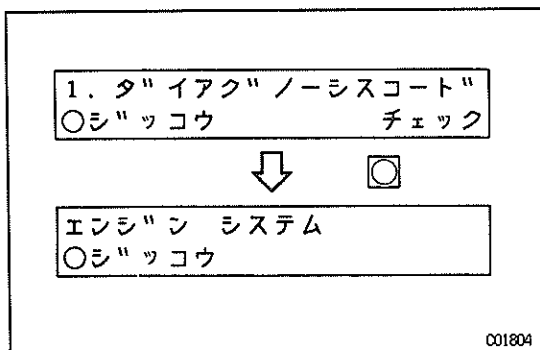 1. ダ゛イアグ゛ノーシスコード゛
○ジ゛ッコウ チェック
○
エンジ゛ン システム
○ジ゛ッコウ
C01804